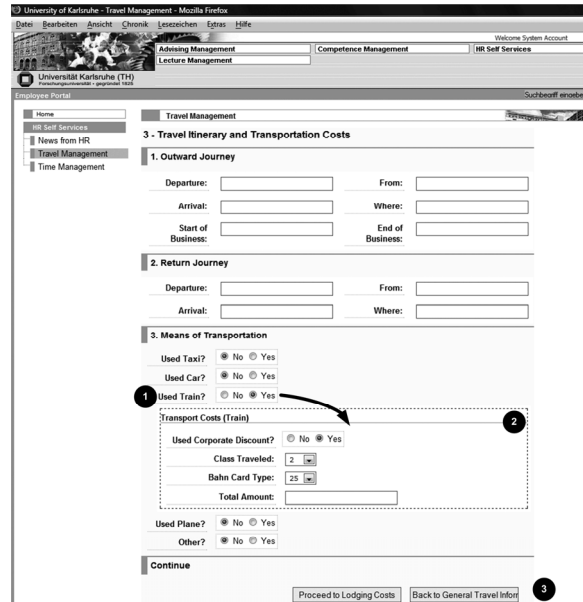 University of Karlsruhe - Travel Management - Mozilla Firefox
Datei Bearbeiten Ansicht Chronik Lesezeichen Extras Hilfe
Welcome System Account
Advising Management Competence Management HR Self Services
Lecture Management
Universität Karlsruhe (TH)
Forschungsuniversität - gegründet 1825
Employee Portal Suchbegriff eingebe
Home Travel Management
HR Self Services
News from HR
Travel Management
Time Management
3 - Travel Itinerary and Transportation Costs
1. Outward Journey
Departure: From:
Arrival: Where:
Start of Business: End of Business:
2. Return Journey
Departure: From:
Arrival: Where:
3. Means of Transportation
Used Taxi? No Yes
Used Car? No Yes
1 Used Train? No Yes
Transport Costs (Train) 2
Used Corporate Discount? No Yes
Class Traveled: 2
Bahn Card Type: 25
Total Amount:
Used Plane? No Yes
Other? No Yes
Continue
Proceed to Lodging Costs Back to General Travel Inforr 3